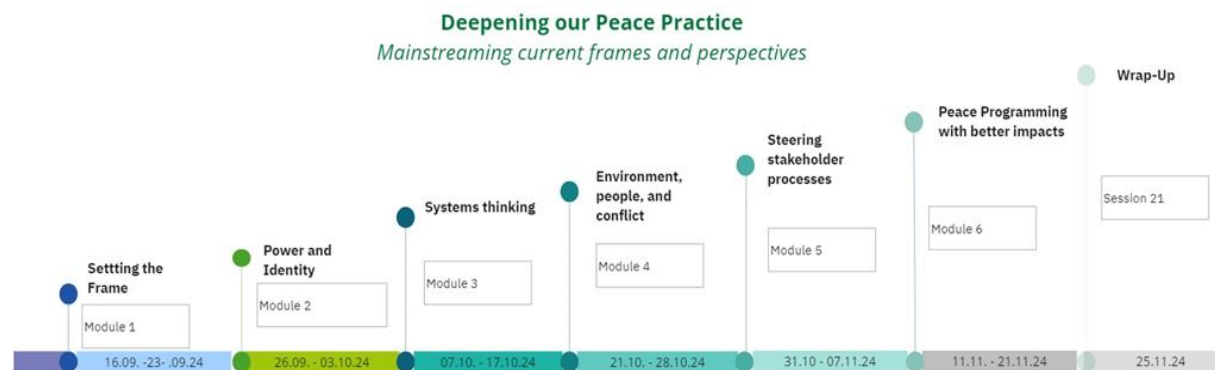 Deepening our Peace Practice
Mainstreaming current frames and perspectives
Settting the
Frame
Module 1
16.09. -23- .09.24
Power and
Identity
Module 2
26.09. - 03.10.24
Systems thinking
Module 3
07.10. - 17.10.24
Environment,
people, and
conflict
Module 4
21.10. - 28.10.24
Steering
stakeholder
processes
Module 5
31.10 - 07.11.24
Peace Programming
with better impacts
Module 6
11.11. - 21.11.24
Wrap-Up
Session 21
25.11.24